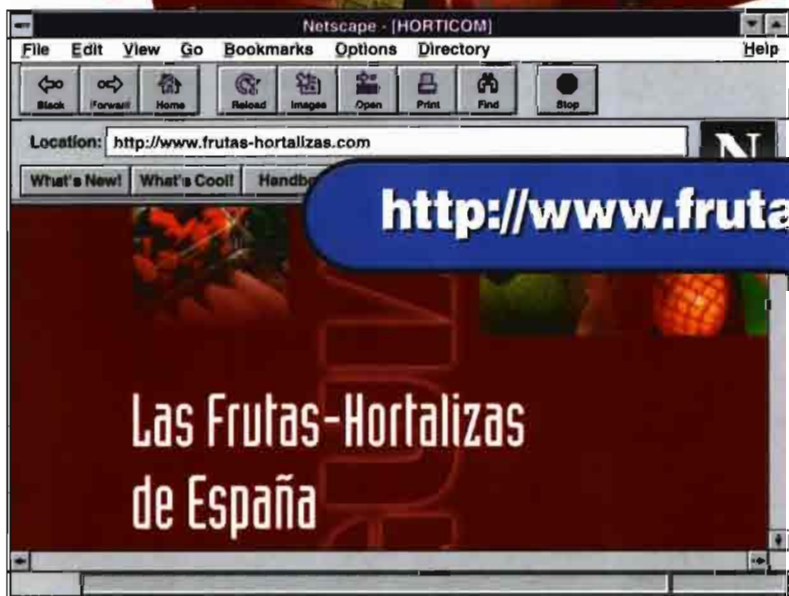 Netscape - [HORTICOM]
File Edit View Go Bookmarks Options Directory Help
Back Forward Home Reload Images Open Print Find Stop
Location: http://www.frutas-hortalizas.com
N
What's New! What's Cool! Handbo
http://www.fruta
Las Frutas-Hortalizas
de España